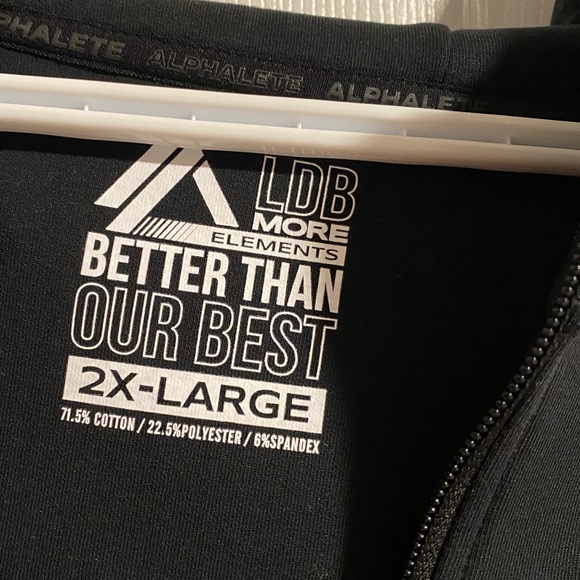 ALPHALETE ALPHALETE ALPHALETE
LDB
MORE
ELEMENTS
BETTER THAN
OUR BEST
2X-LARGE
71.5% COTTON / 22.5%POLYESTER / 6%SPANDEX